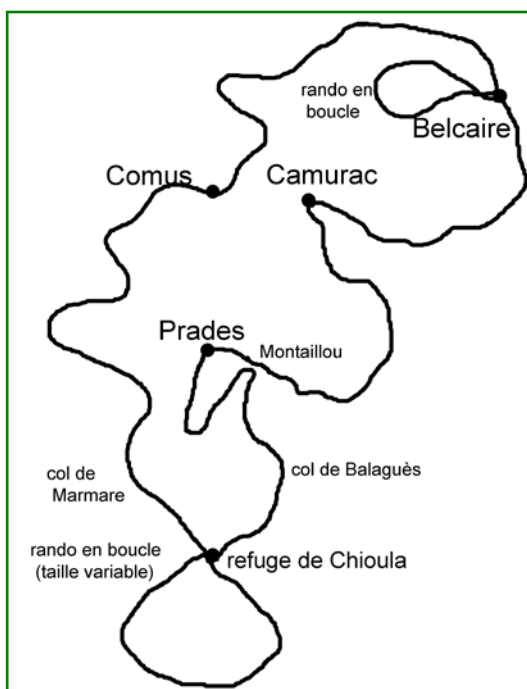 rando en
boucle
Belcaire
Comus
Camurac
Prades
Montaillou
col de
Marmare
col de Balaguès
rando en boucle
(taille variable)
refuge de Chioula